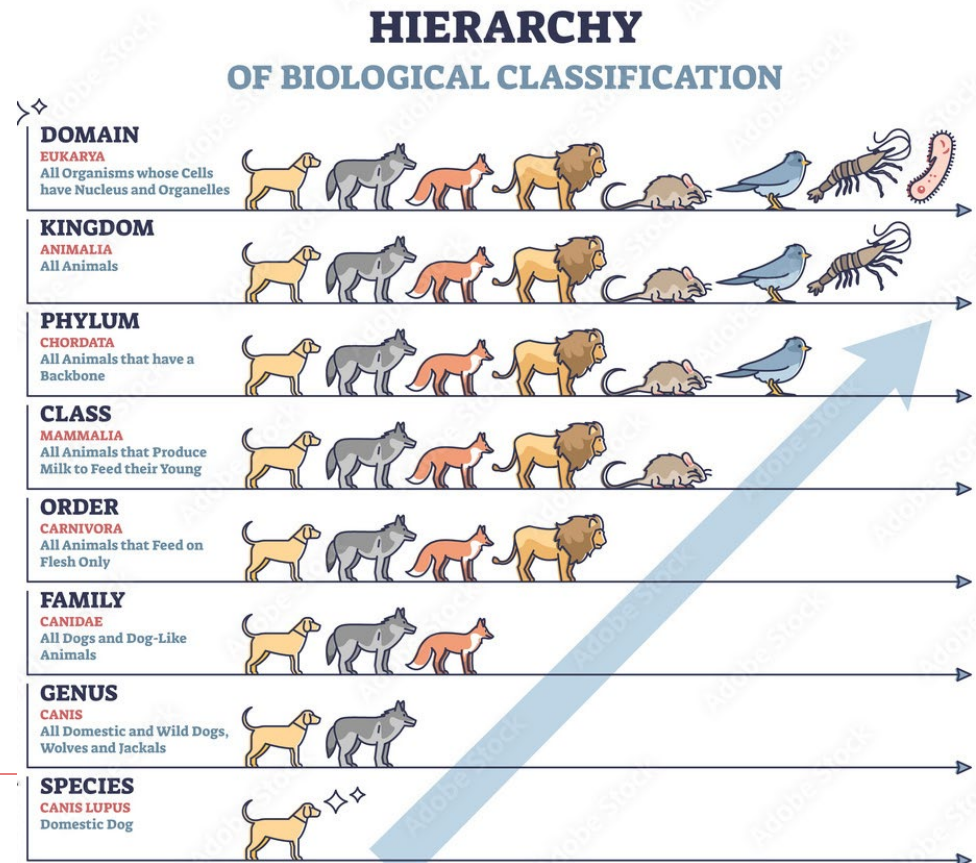 HIERARCHY
OF BIOLOGICAL CLASSIFICATION
DOMAIN
EUKARYA
All Organisms whose Cells
have Nucleus and Organelles
KINGDOM
ANIMALIA
All Animals
PHYLUM
CHORDATA
All Animals that have a
Backbone
CLASS
MAMMALIA
All Animals that Produce
Milk to Feed their Young
ORDER
CARNIVORA
All Animals that Feed on
Flesh Only
FAMILY
CANIDAE
All Dogs and Dog-Like
Animals
GENUS
CANIS
All Domestic and Wild Dogs,
Wolves and Jackals
SPECIES
CANIS LUPUS
Domestic Dog
Adobe Stock